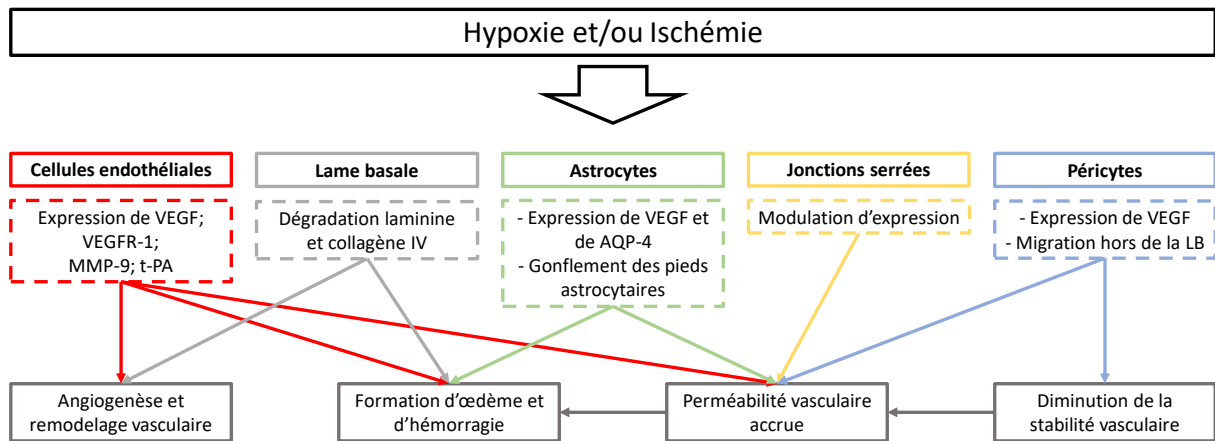 Hypoxie et/ou Ischémie
Cellules endothéliales
Lame basale
Astrocytes
Jonctions serrées
Péricytes
Expression de VEGF;
VEGFR-1;
MMP-9; t-PA
Dégradation laminine
et collagène IV
- Expression de VEGF et
de AQP-4
- Gonflement des pieds
astrocytaires
Modulation d’expression
- Expression de VEGF
- Migration hors de la LB
Angiogenèse et
remodelage vasculaire
Formation d’œdème et
d’hémorragie
Perméabilité vasculaire
accrue
Diminution de la
stabilité vasculaire